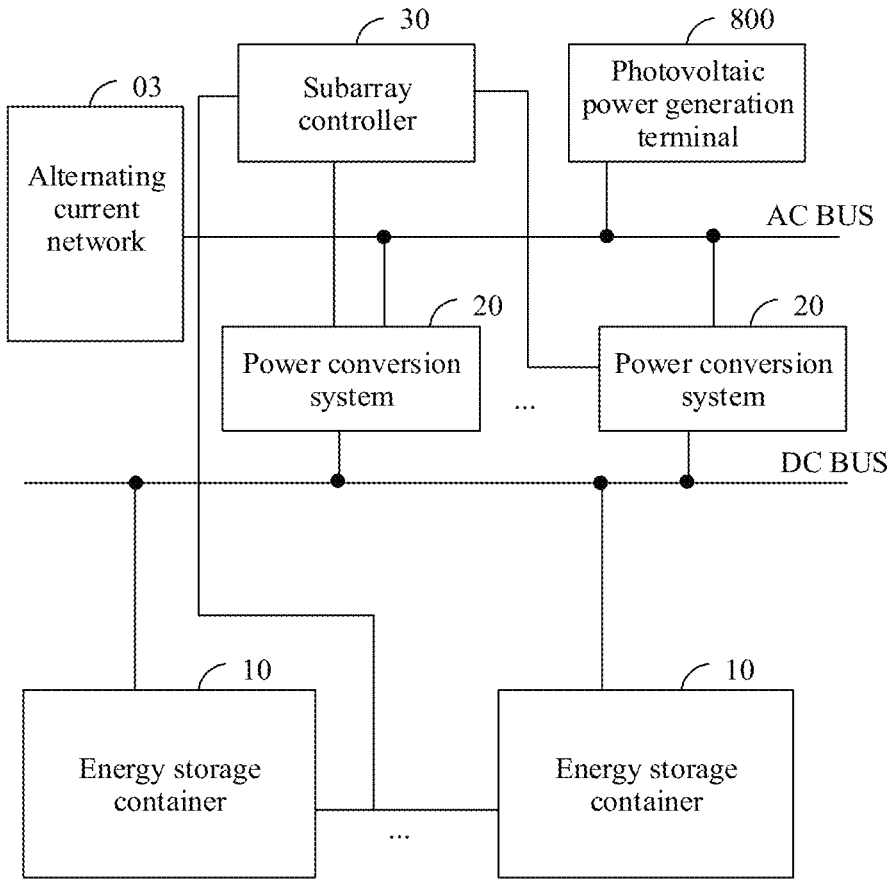 30
800
03
Subarray
controller
Photovoltaic
power generation
terminal
Alternating
current
network
AC BUS
20
20
Power conversion
system
...
Power conversion
system
DC BUS
10
10
Energy storage
container
Energy storage
container
...